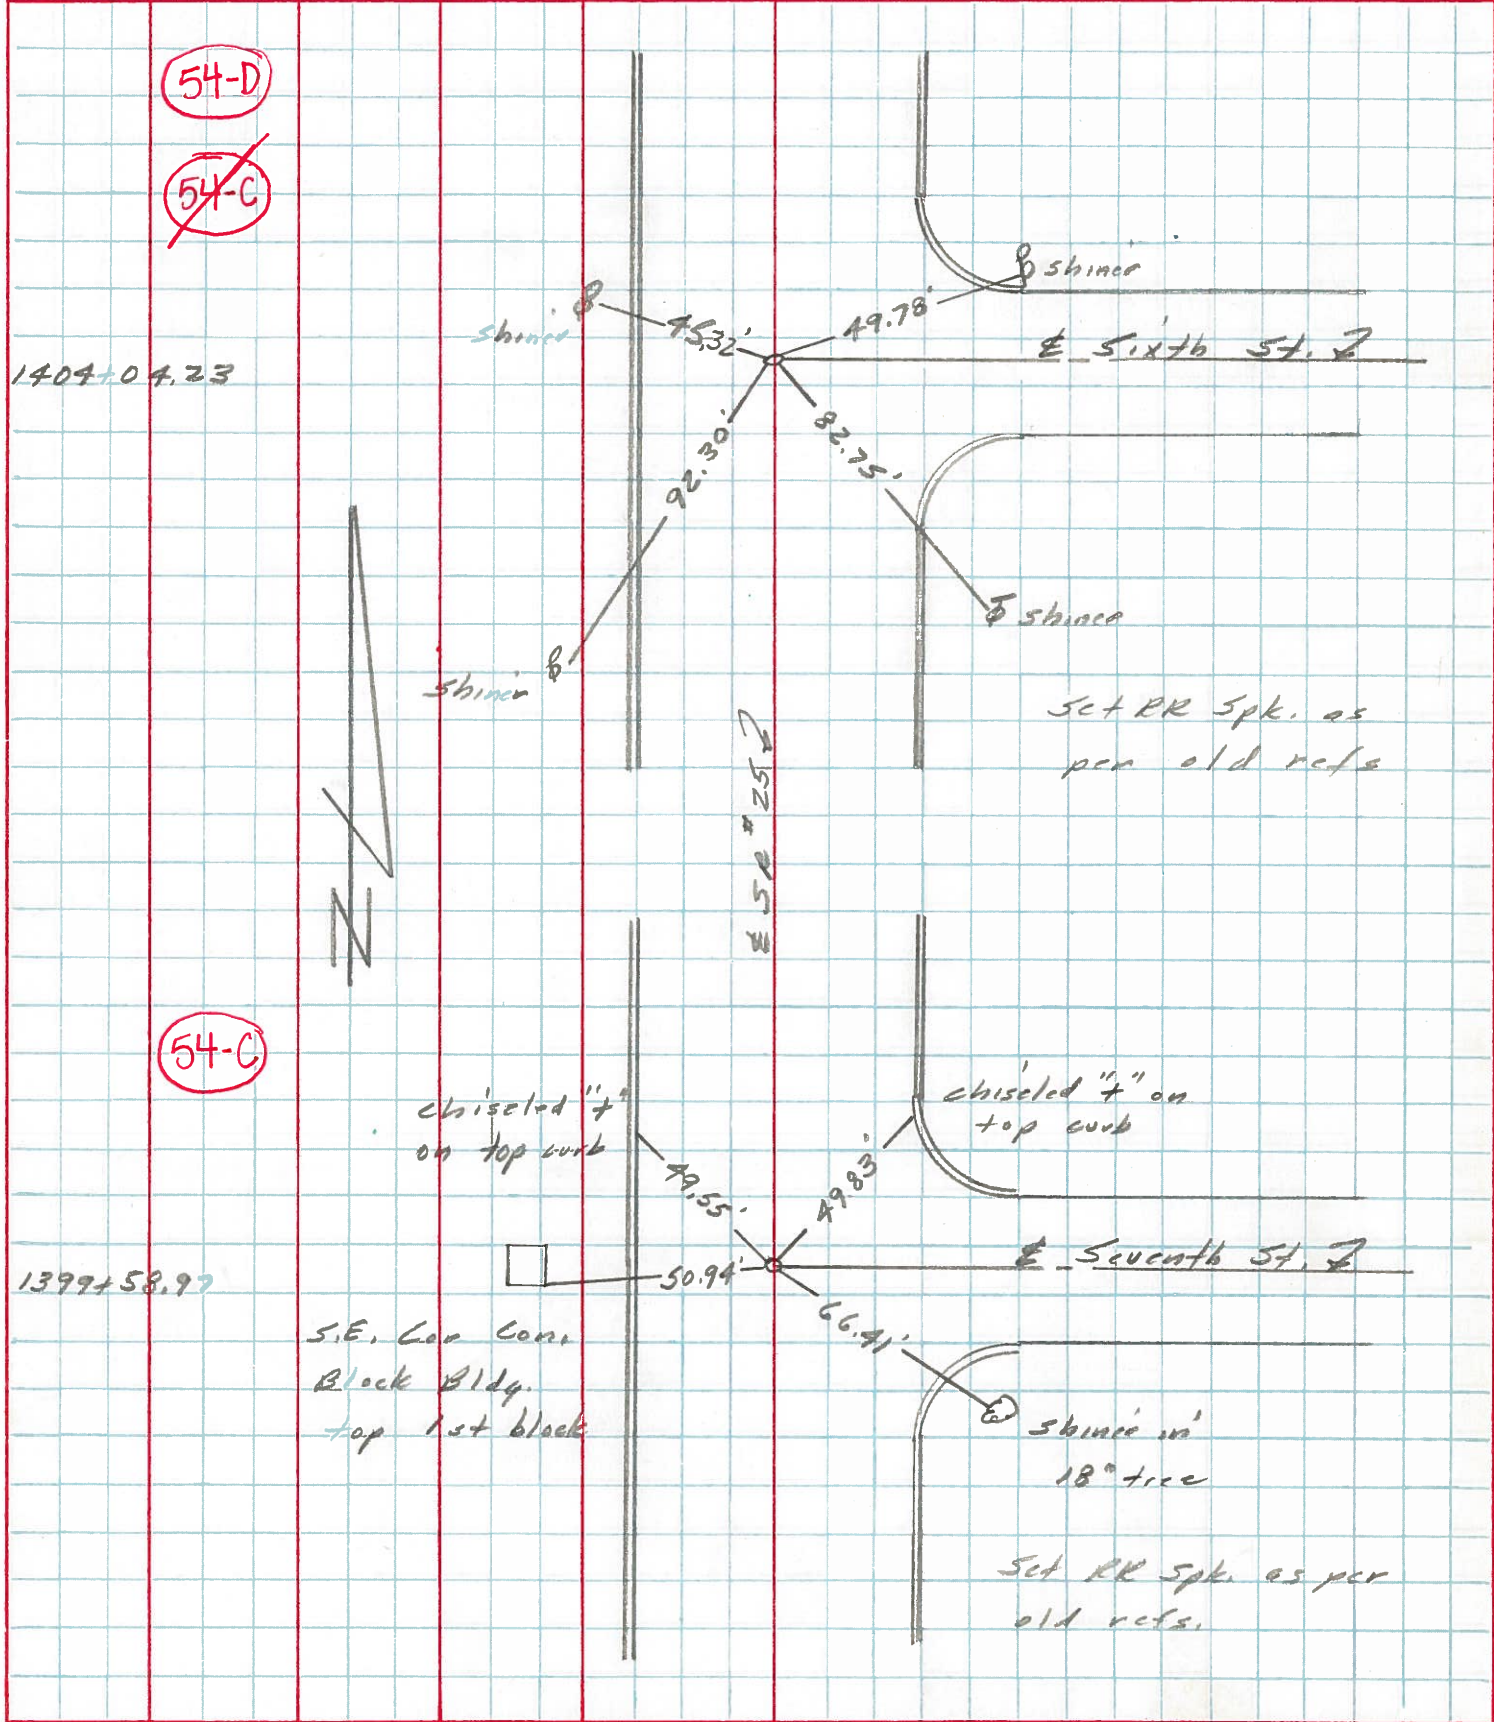 54-D
54-C
shiner
shiner
45.32'
49.78'
℄ Sixth St.
1404+04.23
92.30'
82.75'
shiner
shiner
Set RR Spk. as
per old refs
℄ SR #25
N
54-C
chiseled "+"
on top curb
chiseled "+" on
top curb
49.55'
49.83'
℄ Seventh St.
1399+58.97
50.94'
66.41'
S.E. Cor Con.
Block Bldg.
top 1st block
shiner in
18" tree
Set RR Spk. as per
old refs.